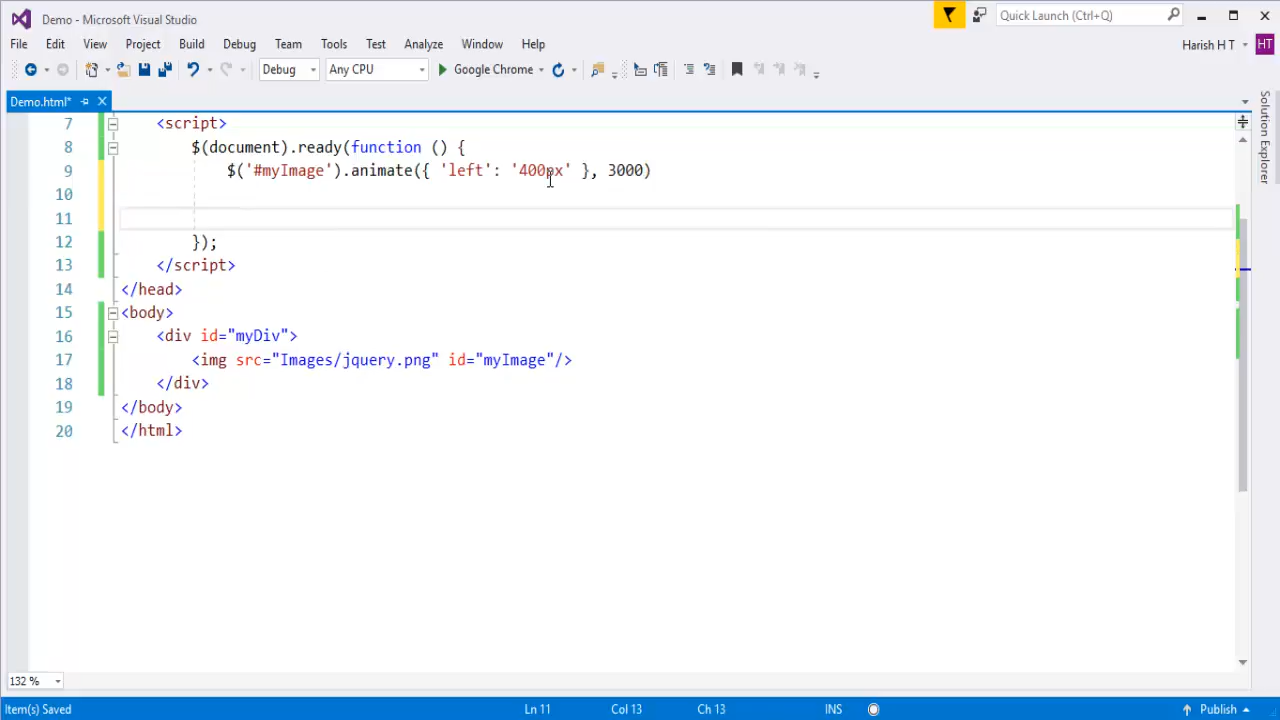 Demo - Microsoft Visual Studio
Quick Launch (Ctrl+Q)
File Edit View Project Build Debug Team Tools Test Analyze Window Help
Harish H T HT
Debug Any CPU Google Chrome
Demo.html*
Solution Explorer
7 <script>
8 $(document).ready(function () {
9 $('#myImage').animate({ 'left': '400px' }, 3000)
10
11
12 });
13 </script>
14 </head>
15 <body>
16 <div id="myDiv">
17 <img src="Images/jquery.png" id="myImage"/>
18 </div>
19 </body>
20 </html>
132 %
Item(s) Saved Ln 11 Col 13 Ch 13 INS Publish